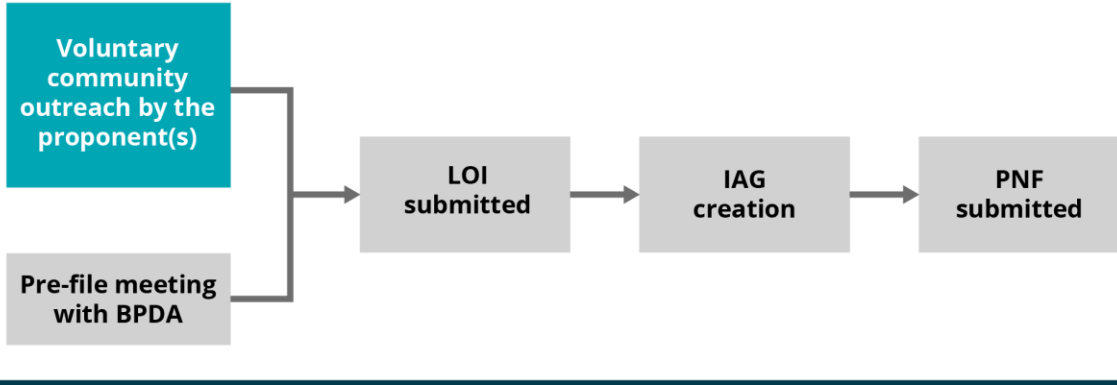 Voluntary
community
outreach by the
proponent(s)
Pre-file meeting
with BPDA
LOI
submitted
IAG
creation
PNF
submitted